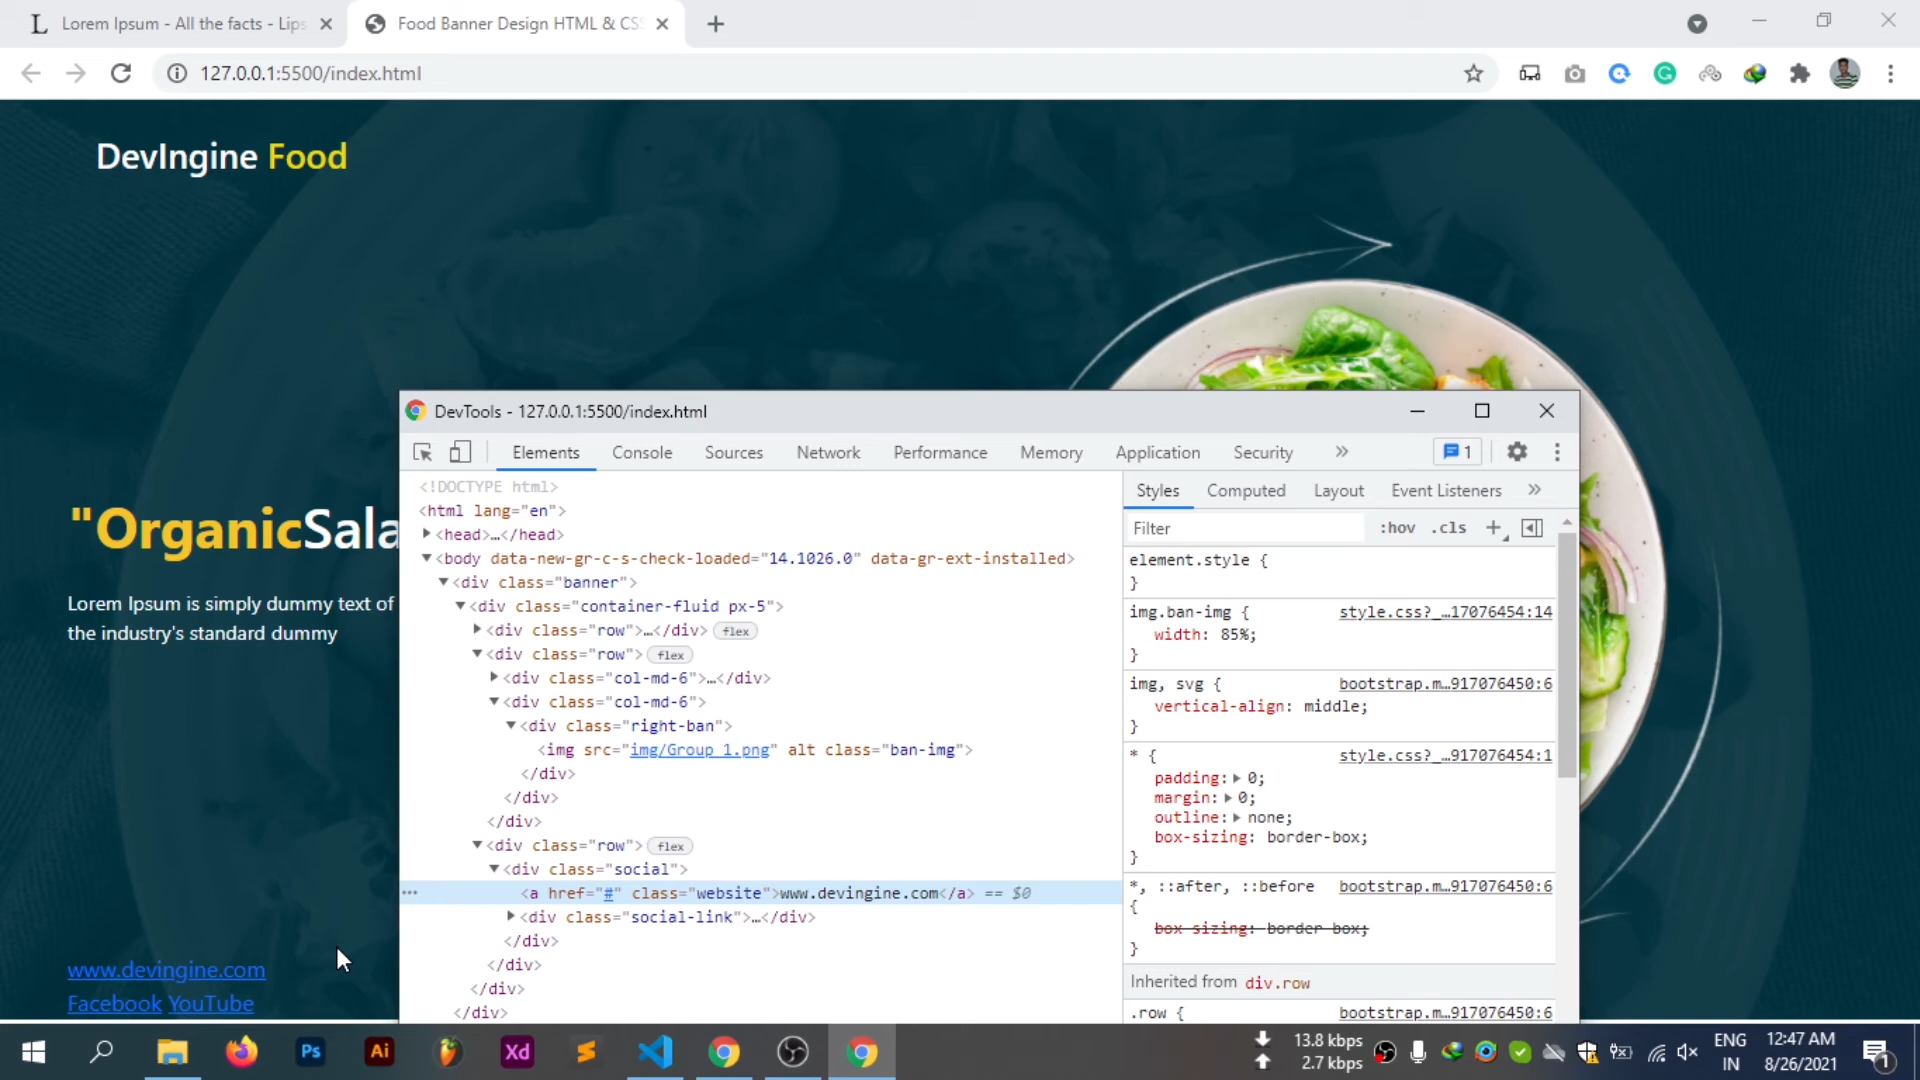 Lorem Ipsum - All the facts - Lips
Food Banner Design HTML & CSS
127.0.0.1:5500/index.html
DevIngine Food
"OrganicSala
Lorem Ipsum is simply dummy text of
the industry's standard dummy
www.devingine.com
Facebook YouTube
DevTools - 127.0.0.1:5500/index.html
Elements Console Sources Network Performance Memory Application Security » 1
<!DOCTYPE html>
<html lang="en">
<head>…</head>
<body data-new-gr-c-s-check-loaded="14.1026.0" data-gr-ext-installed>
<div class="banner">
<div class="container-fluid px-5">
<div class="row">…</div> flex
<div class="row"> flex
<div class="col-md-6">…</div>
<div class="col-md-6">
<div class="right-ban">
<img src="img/Group 1.png" alt class="ban-img">
</div>
</div>
</div>
<div class="row"> flex
<div class="social">
<a href="#" class="website">www.devingine.com</a> == $0
<div class="social-link">…</div>
</div>
</div>
</div>
</div>
Styles Computed Layout Event Listeners »
Filter :hov .cls +
element.style {
}
img.ban-img { style.css?_…17076454:14
width: 85%;
}
img, svg { bootstrap.m…917076450:6
vertical-align: middle;
}
* { style.css?_…917076454:1
padding: 0;
margin: 0;
outline: none;
box-sizing: border-box;
}
*, ::after, ::before bootstrap.m…917076450:6
{
box-sizing: border-box;
}
Inherited from div.row
.row { bootstrap.m…917076450:6
Ps Ai Xd
13.8 kbps
2.7 kbps
ENG
IN
12:47 AM
8/26/2021
1